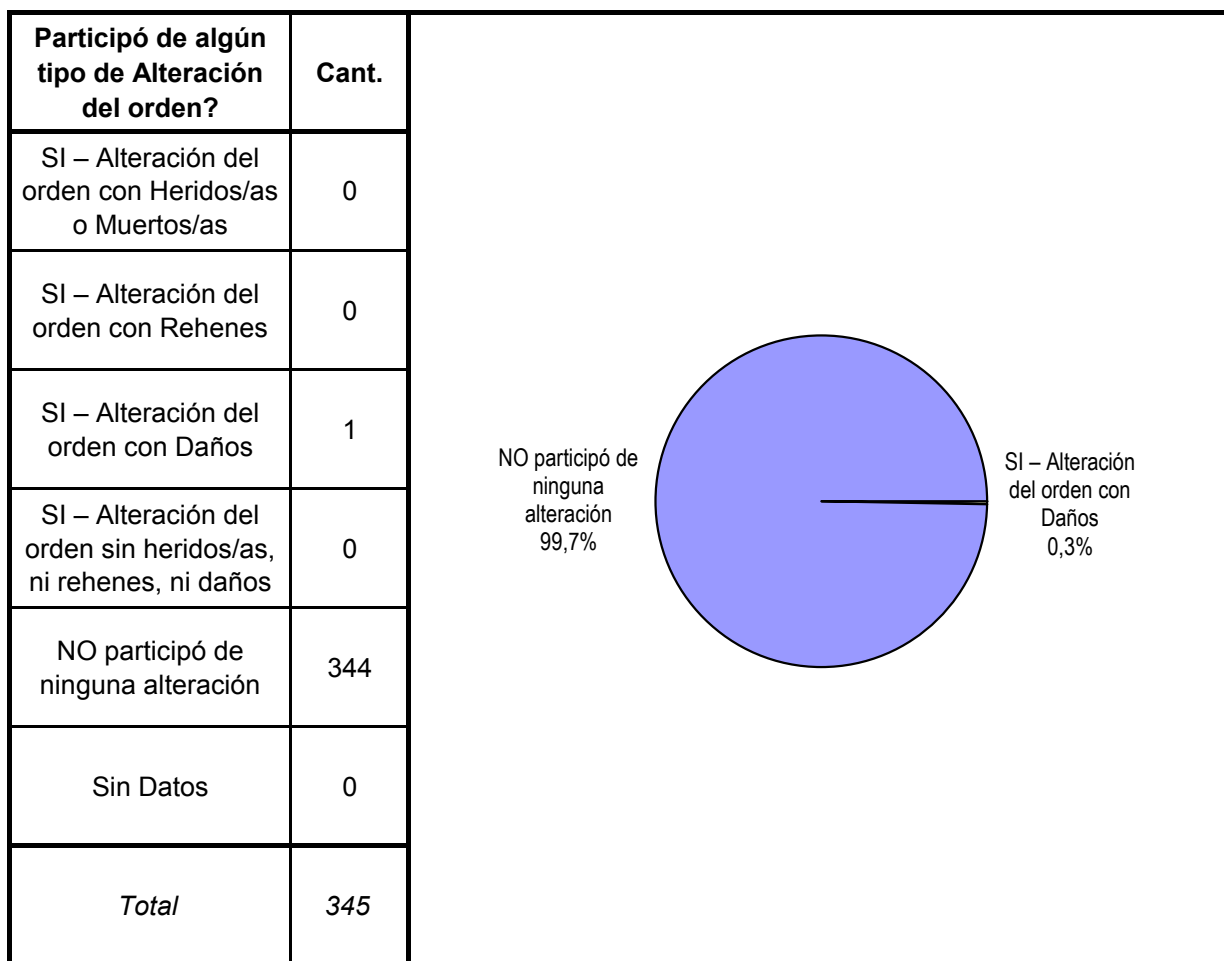 Participó de algún
tipo de Alteración
del orden?
Cant.
SI – Alteración del
orden con Heridos/as
o Muertos/as
0
SI – Alteración del
orden con Rehenes
0
SI – Alteración del
orden con Daños
1
SI – Alteración del
orden sin heridos/as,
ni rehenes, ni daños
0
NO participó de
ninguna alteración
344
Sin Datos
0
Total
345
NO participó de
ninguna
alteración
99,7%
SI – Alteración
del orden con
Daños
0,3%